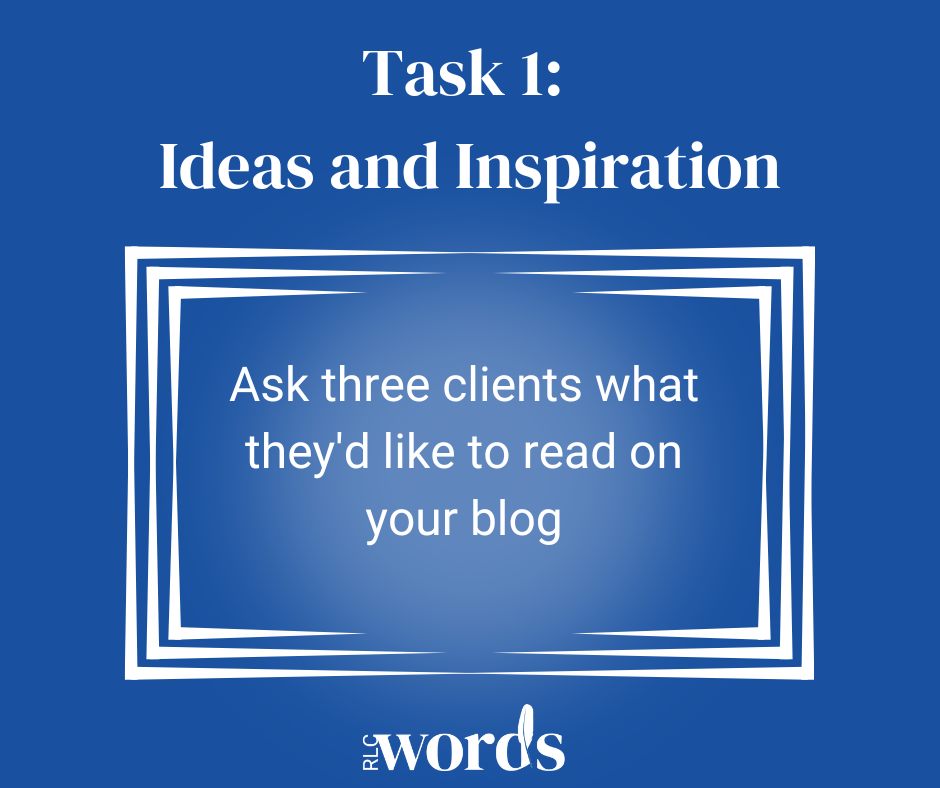 Task 1:
Ideas and Inspiration
Ask three clients what
they'd like to read on
your blog
RLC words